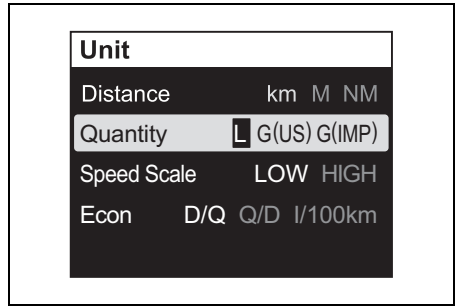 Unit
Distance km M NM
Quantity L G(US) G(IMP)
Speed Scale LOW HIGH
Econ D/Q Q/D l/100km